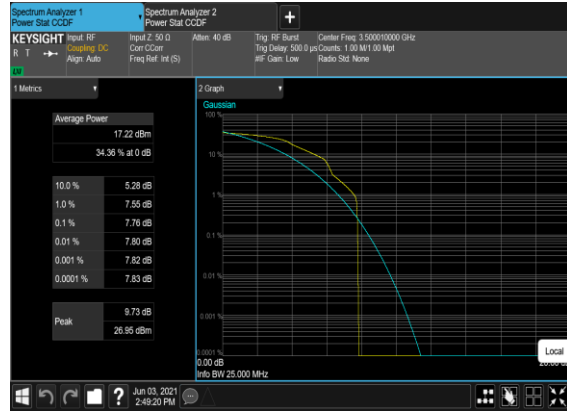 Spectrum Analyzer 1
Power Stat CCDF
Spectrum Analyzer 2
Power Stat CCDF
+
KEYSIGHT
R T
LXI
Input: RF
Coupling: DC
Align: Auto
Input Z: 50 Ω
Corr CCorr
Freq Ref: Int (S)
Atten: 40 dB
Trig: RF Burst
Trig Delay: 500.0 µs
#IF Gain: Low
Center Freq: 3.500010000 GHz
Counts: 1.00 M/1.00 Mpt
Radio Std: None
1 Metrics
Average Power
17.22 dBm
34.36 % at 0 dB
10.0 % 5.28 dB
1.0 % 7.55 dB
0.1 % 7.76 dB
0.01 % 7.80 dB
0.001 % 7.82 dB
0.0001 % 7.83 dB
Peak 9.73 dB
26.95 dBm
2 Graph
Gaussian
100 %
10 %
1 %
0.1 %
0.01 %
0.001 %
0.0001 %
0.00 dB
Info BW 25.000 MHz
Local
?
Jun 03, 2021
2:49:20 PM